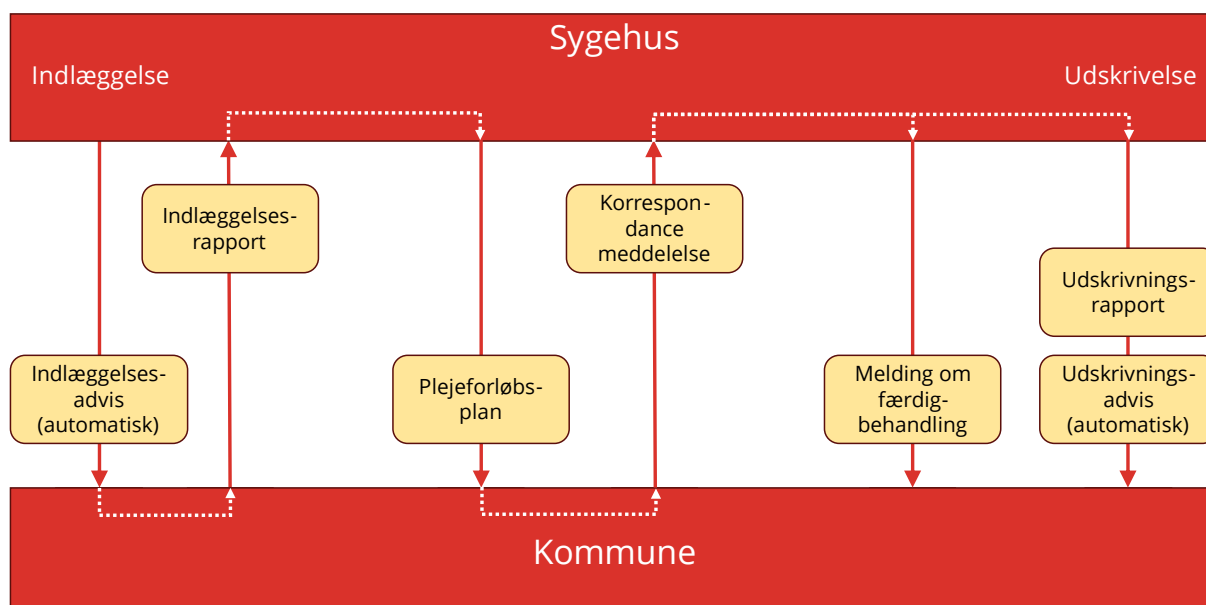 Sygehus
Indlæggelse
Udskrivelse
Indlæggelses-
rapport
Korrespon-
dance
meddelelse
Udskrivnings-
rapport
Indlæggelses-
advis
(automatisk)
Plejeforløbs-
plan
Melding om
færdig-
behandling
Udskrivnings-
advis
(automatisk)
Kommune